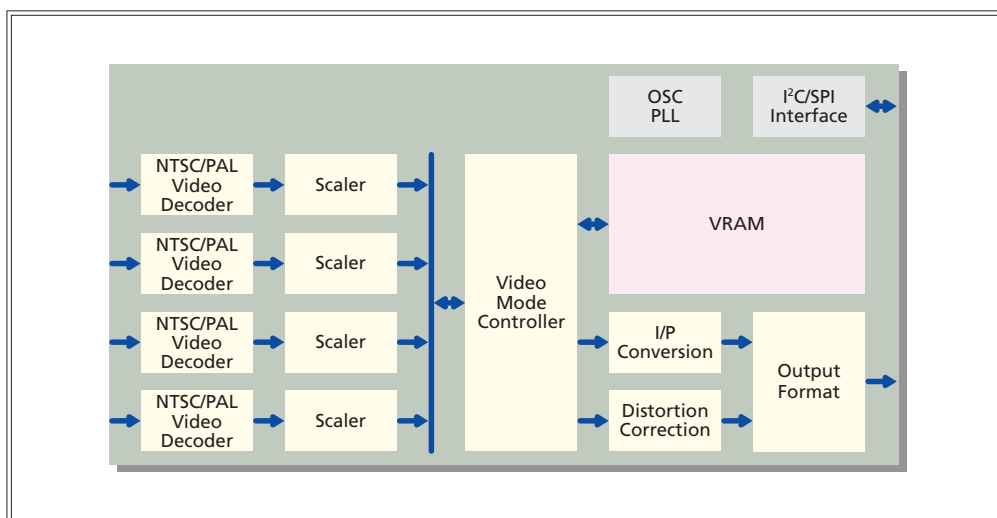 OSC
PLL
I²C/SPI
Interface
NTSC/PAL
Video
Decoder
Scaler
VRAM
NTSC/PAL
Video
Decoder
Scaler
Video
Mode
Controller
NTSC/PAL
Video
Decoder
Scaler
I/P
Conversion
Output
Format
NTSC/PAL
Video
Decoder
Scaler
Distortion
Correction